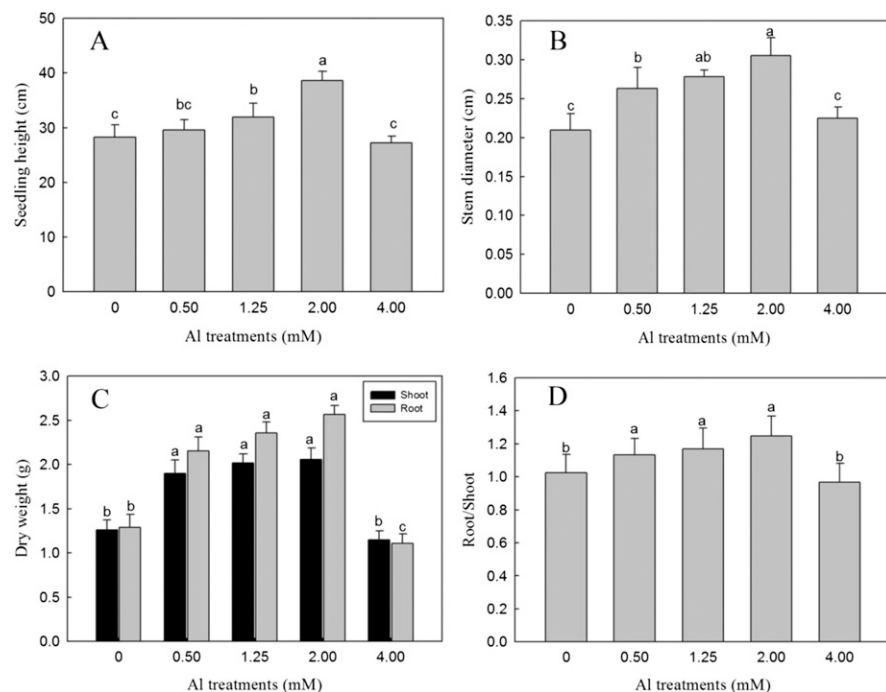 A
Seedling height (cm)
50
40
30
20
10
0
c
bc
b
a
c
0
0.50
1.25
2.00
4.00
Al treatments (mM)
B
Stem diameter (cm)
0.35
0.30
0.25
0.20
0.15
0.10
0.05
0.00
c
b
ab
a
c
0
0.50
1.25
2.00
4.00
Al treatments (mM)
C
Shoot
Root
Dry weight (g)
3.0
2.5
2.0
1.5
1.0
0.5
0.0
b
b
a
a
a
a
a
a
b
c
0
0.50
1.25
2.00
4.00
Al treatments (mM)
D
Root/Shoot
1.6
1.4
1.2
1.0
0.8
0.6
0.4
0.2
0.0
b
a
a
a
b
0
0.50
1.25
2.00
4.00
Al treatments (mM)